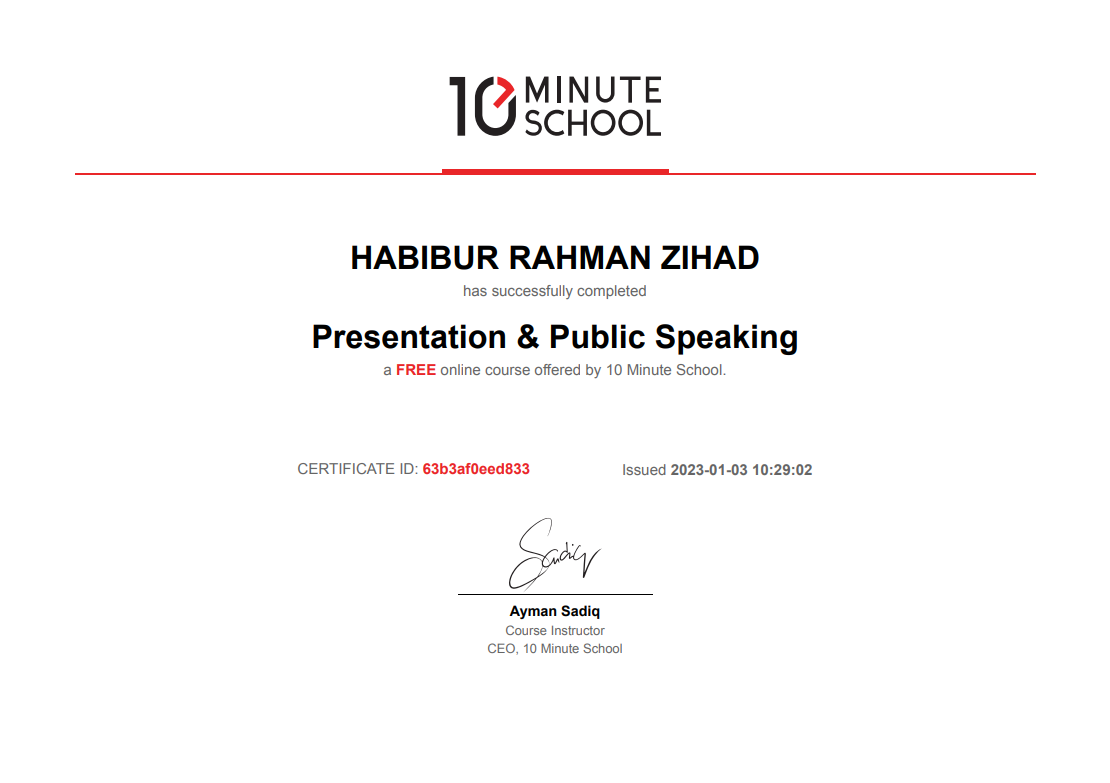 10 MINUTE
SCHOOL
HABIBUR RAHMAN ZIHAD
has successfully completed
Presentation & Public Speaking
a FREE online course offered by 10 Minute School.
CERTIFICATE ID: 63b3af0eed833
Issued 2023-01-03 10:29:02
Sadiq
Ayman Sadiq
Course Instructor
CEO, 10 Minute School